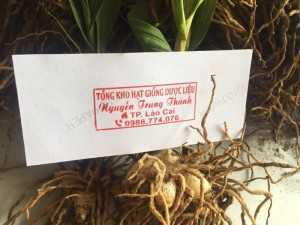 TỔNG KHO HẠT GIỐNG DƯỢC LIỆU
Nguyễn Trung Thành
TP. Lào Cai
0988.774.076